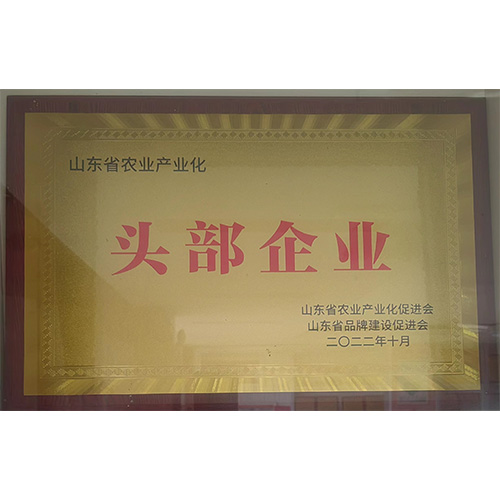 山东省农业产业化
头部企业
山东省农业产业化促进会
山东省品牌建设促进会
二〇二二年十月